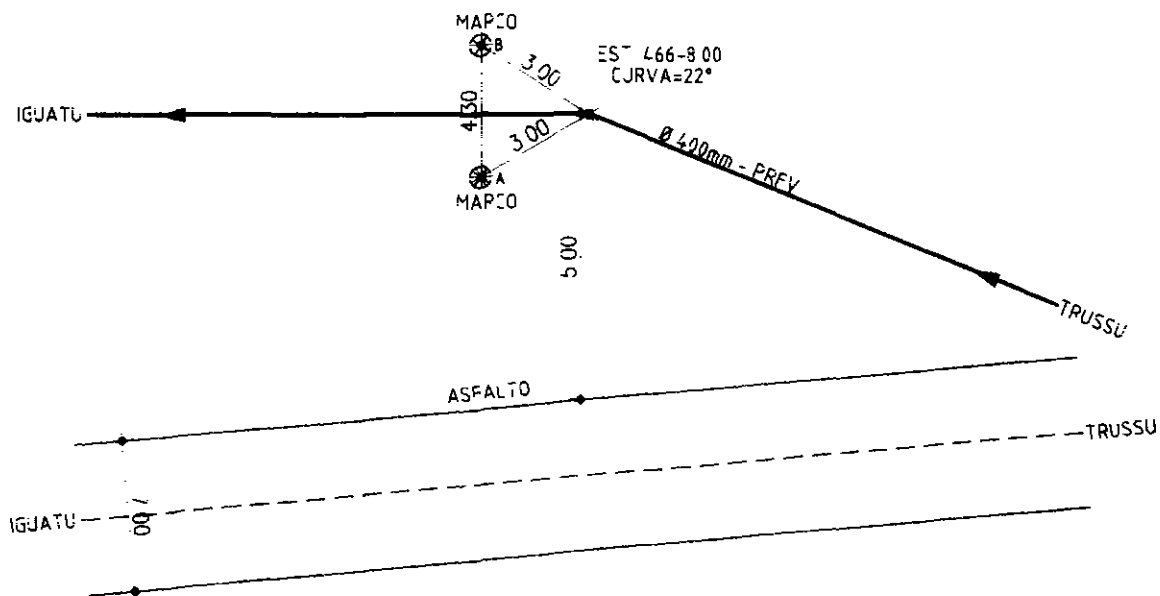 MARCO
B
3.00
EST 466-8.00
CURVA=22°
IGUATU
4.30
3.00
Ø 400mm - PREV
A
MARCO
5.00
TRUSSU
ASFALTO
TRUSSU
7.00
IGUATU